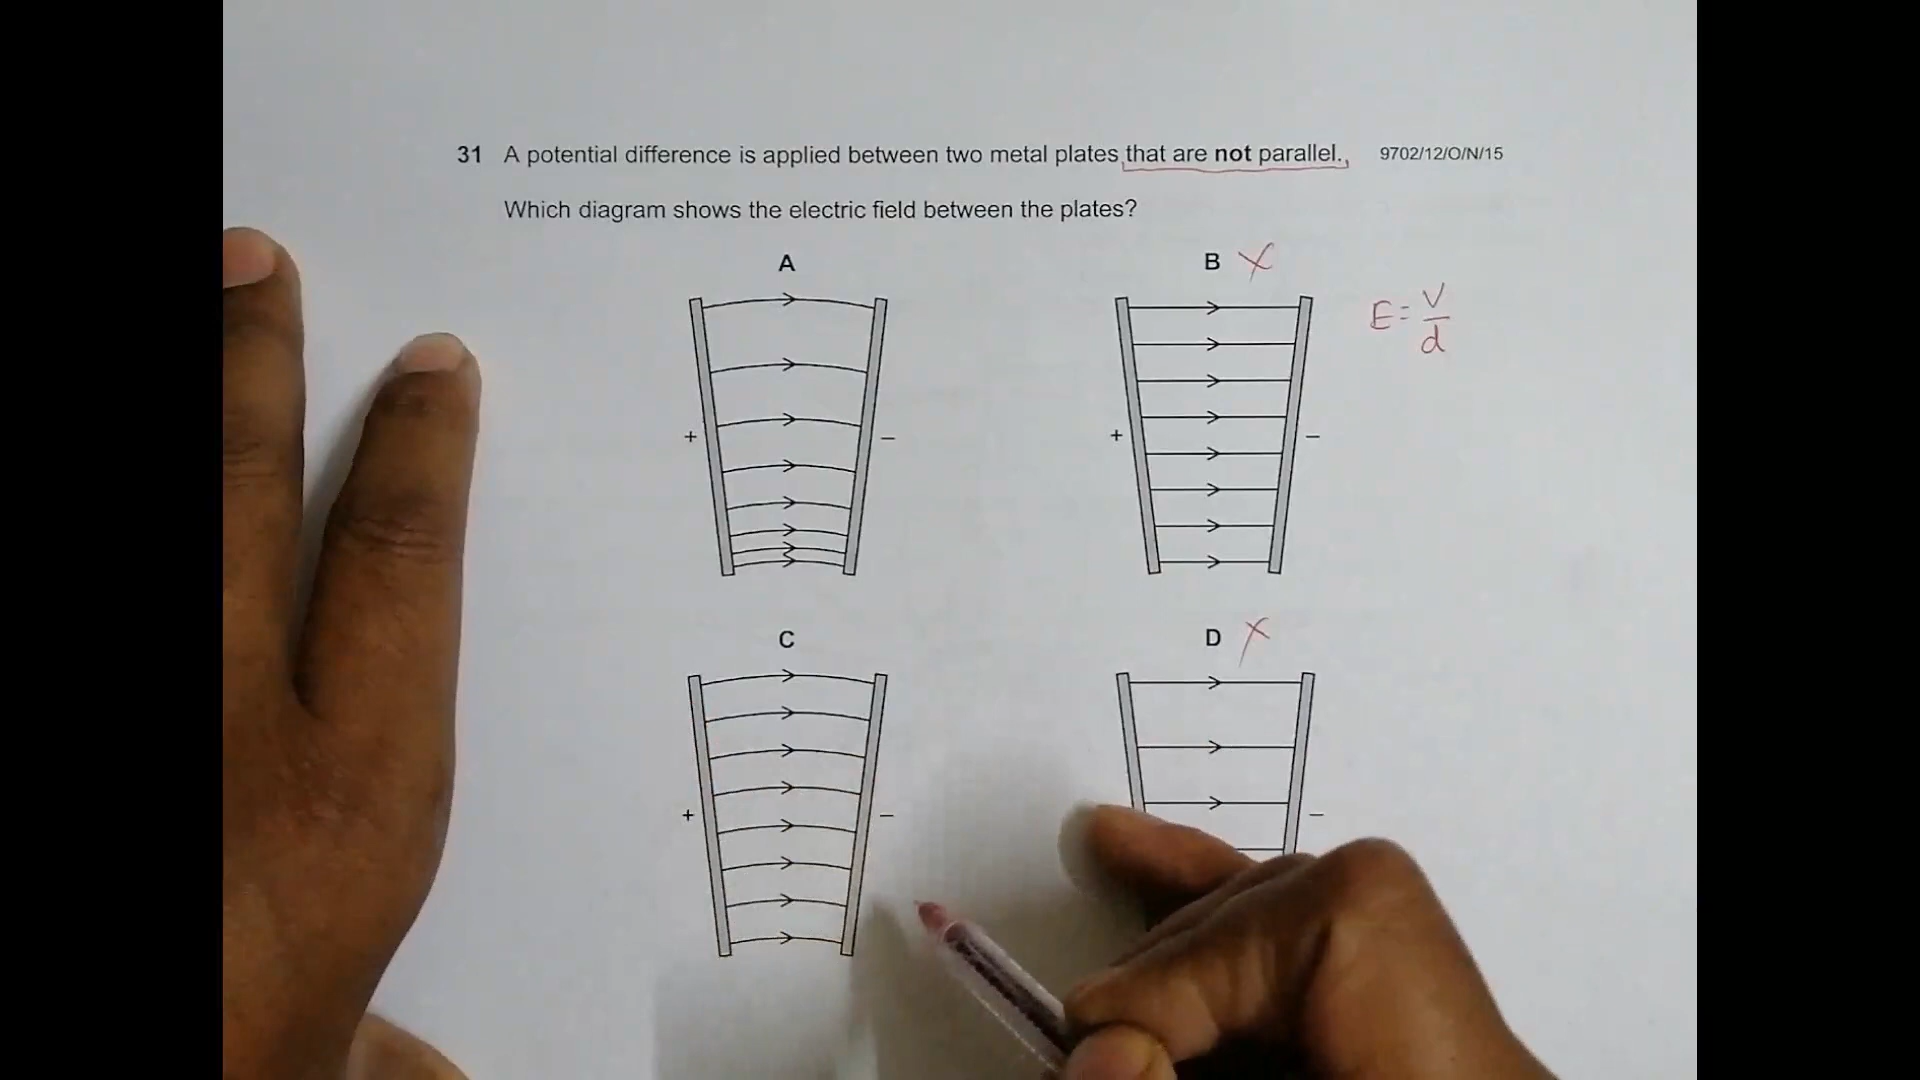 31 A potential difference is applied between two metal plates that are not parallel. 9702/12/O/N/15
Which diagram shows the electric field between the plates?
A
B X
E = V/d
+ –
+ –
C
D X
+ –
–